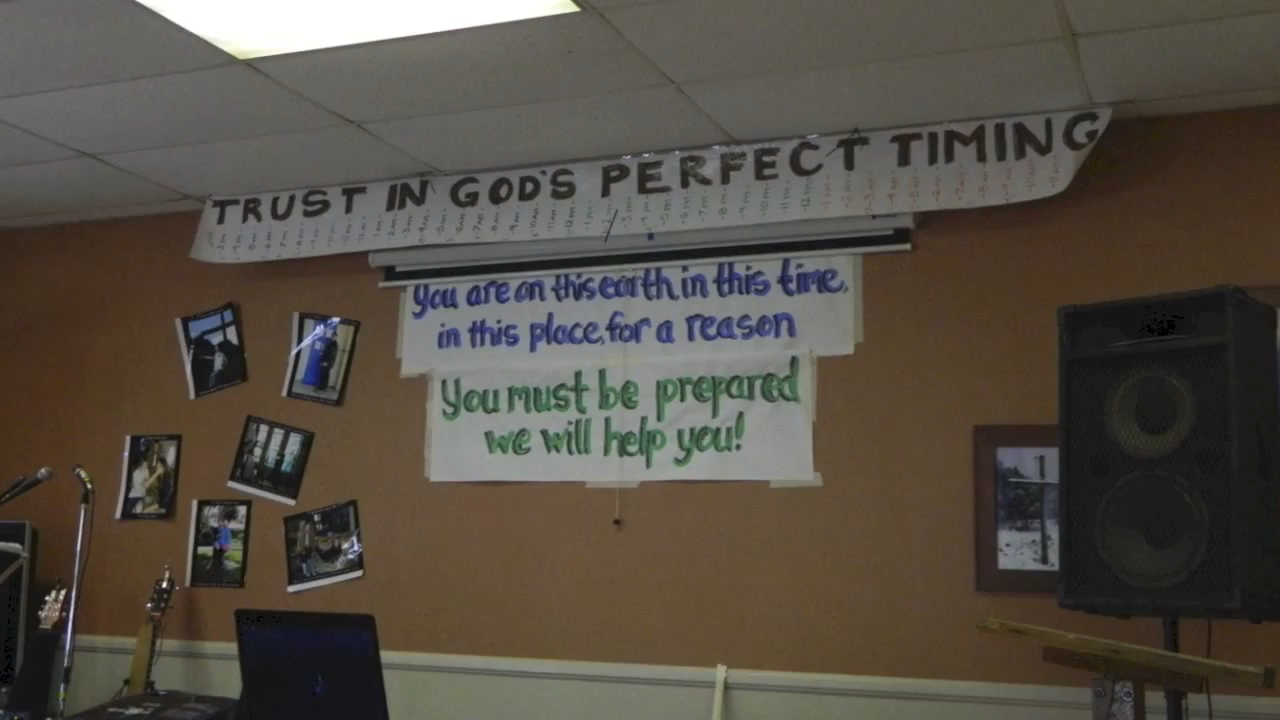 TRUST IN GOD'S PERFECT TIMING
You are on this earth, in this time,
in this place, for a reason
You must be prepared
we will help you!